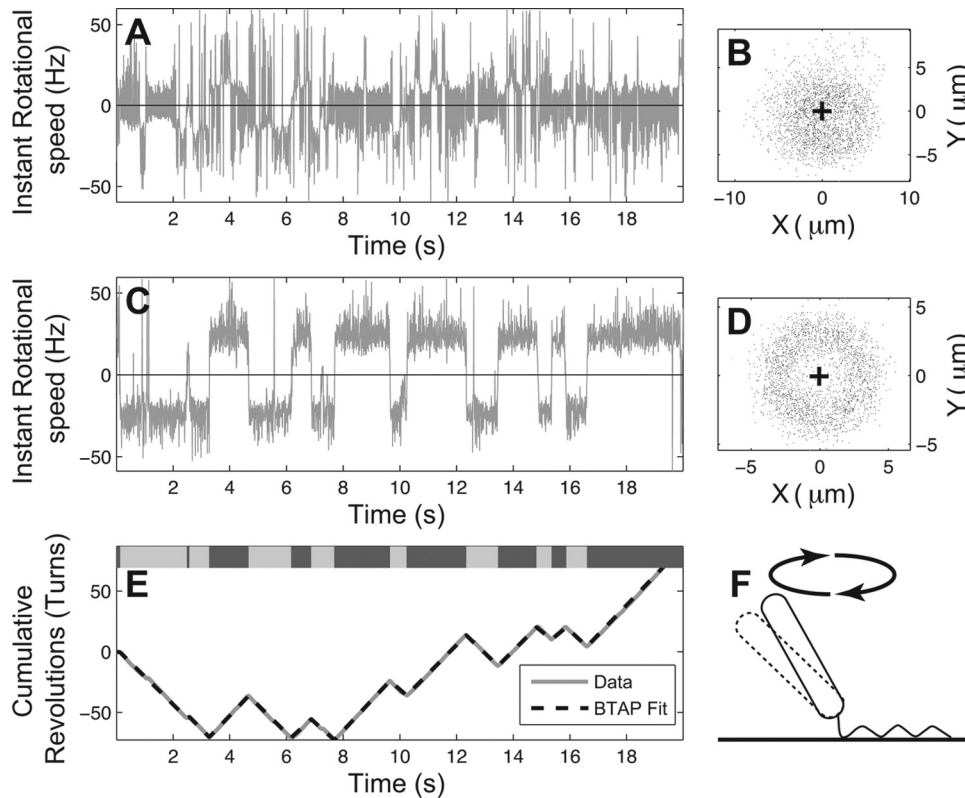 A
Instant Rotational
speed (Hz)
50
0
−50
2 4 6 8 10 12 14 16 18
Time (s)
B
5
0
−5
Y ( μm)
−10 0 10
X ( μm)
C
Instant Rotational
speed (Hz)
50
0
−50
2 4 6 8 10 12 14 16 18
Time (s)
D
5
0
−5
Y ( μm)
−5 0 5
X ( μm)
E
Cumulative
Revolutions (Turns)
50
0
−50
2 4 6 8 10 12 14 16 18
Time (s)
Data
BTAP Fit
F